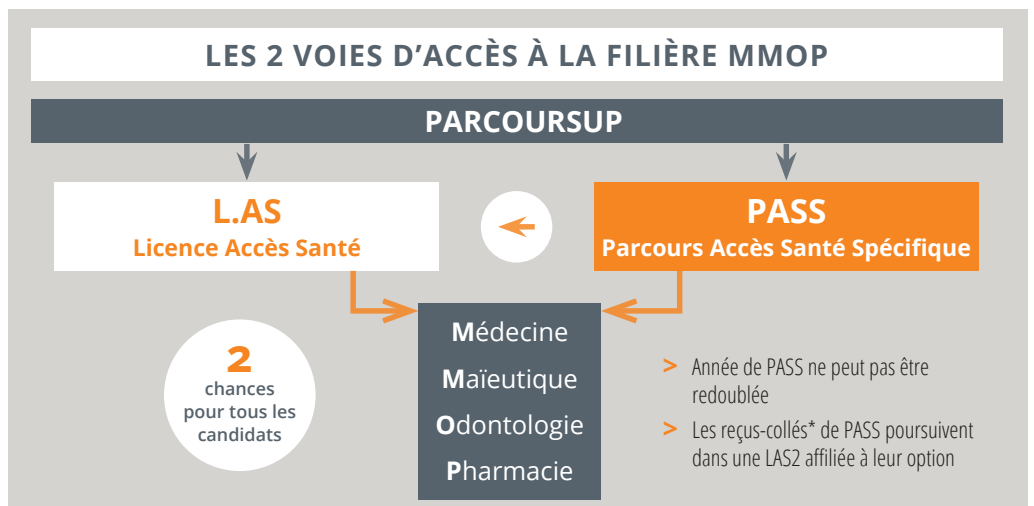 LES 2 VOIES D'ACCÈS À LA FILIÈRE MMOP
PARCOURSUP
L.AS
Licence Accès Santé
PASS
Parcours Accès Santé Spécifique
2
chances
pour tous les
candidats
Médecine
Maïeutique
Odontologie
Pharmacie
> Année de PASS ne peut pas être
redoublée
> Les reçus-collés* de PASS poursuivent
dans une LAS2 affiliée à leur option